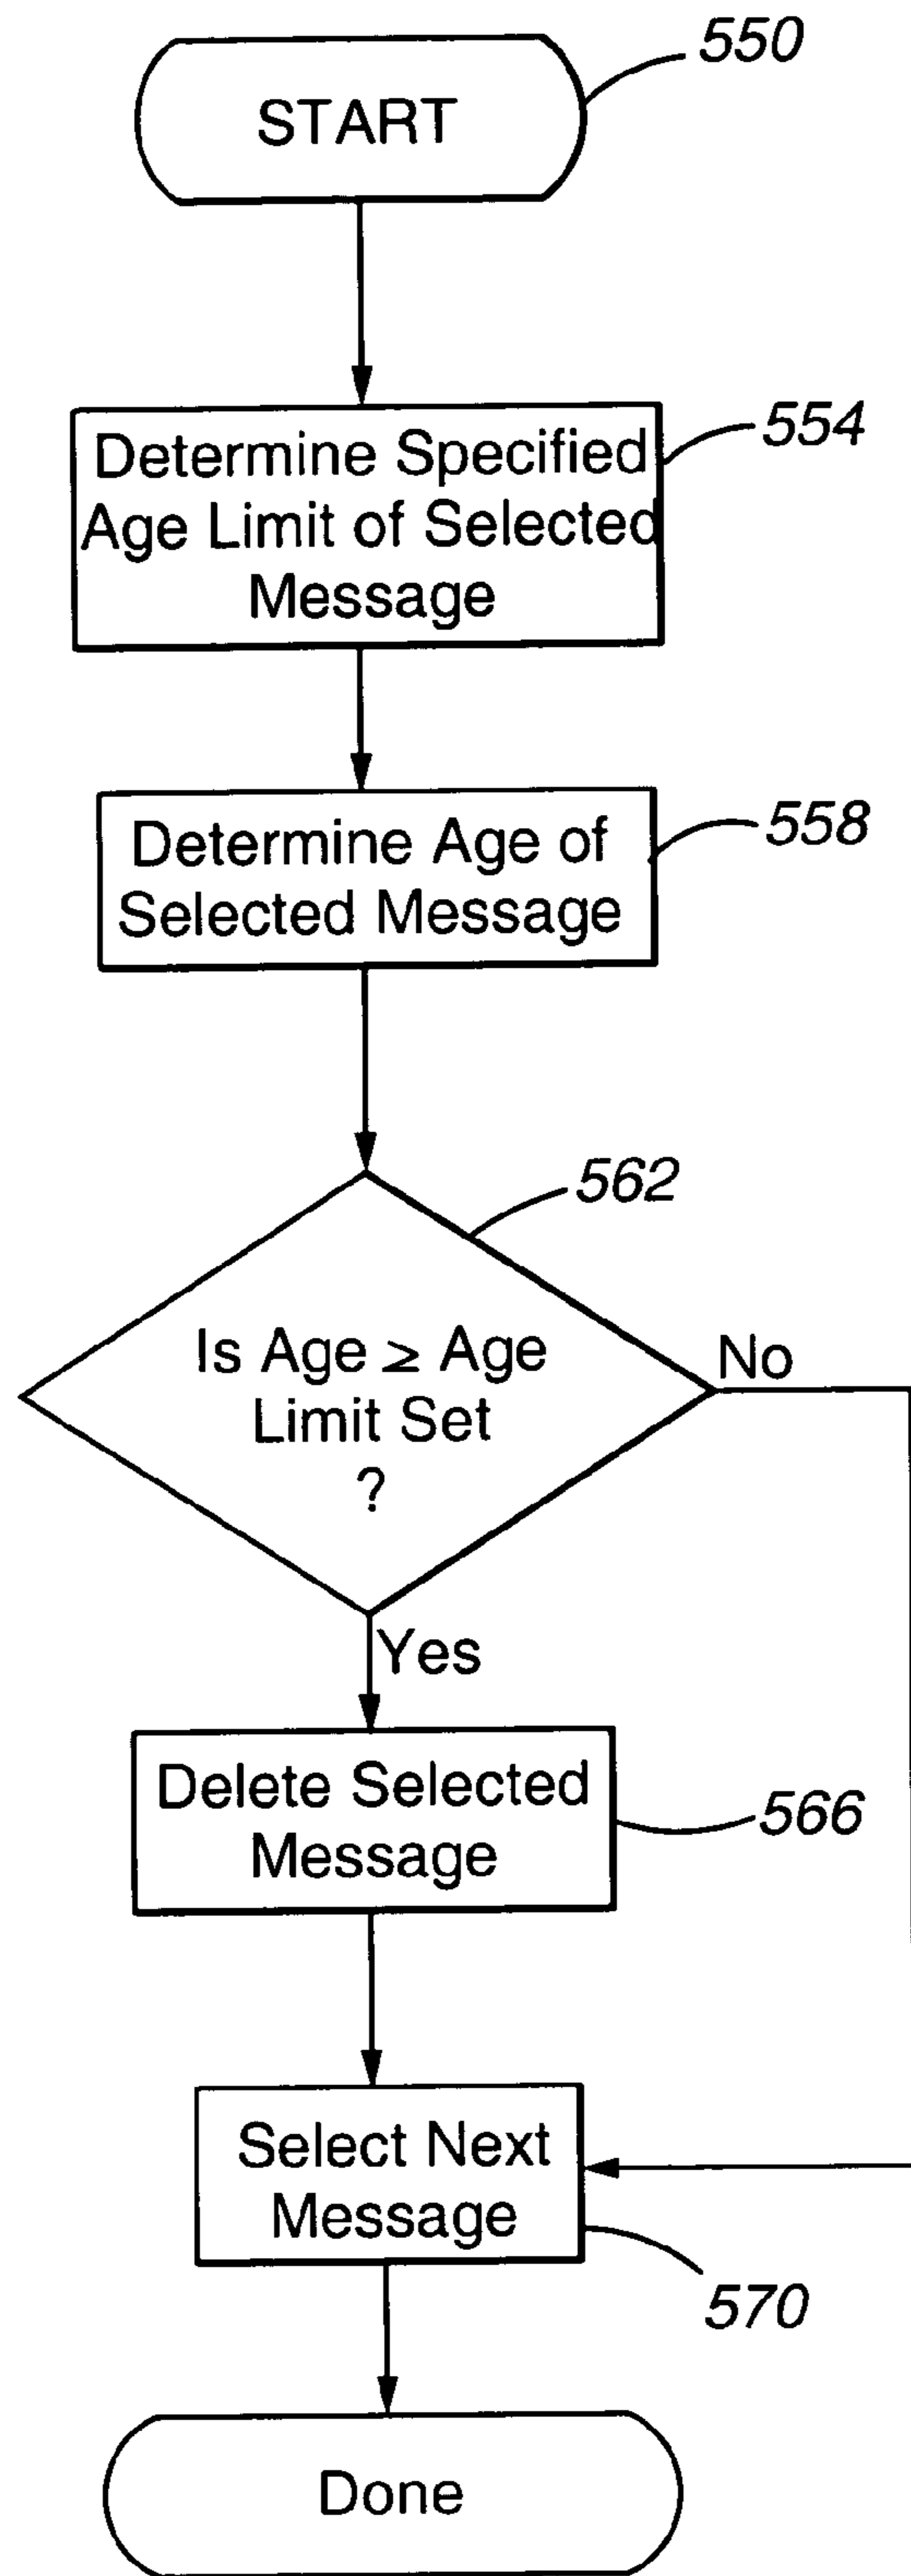 START
550
Determine Specified
Age Limit of Selected
Message
554
Determine Age of
Selected Message
558
562
Is Age ≥ Age
Limit Set
?
No
Yes
Delete Selected
Message
566
Select Next
Message
570
Done